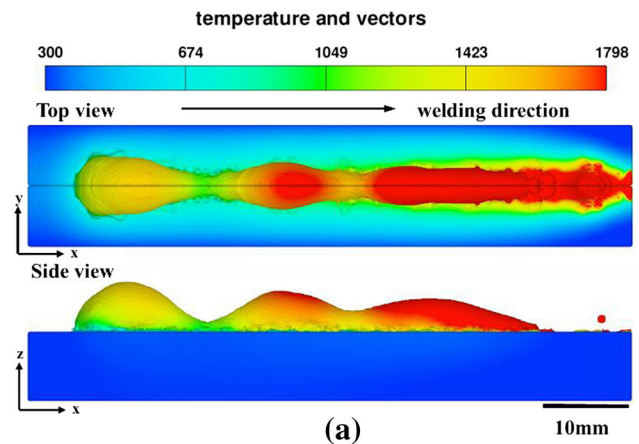 temperature and vectors
300 674 1049 1423 1798
Top view welding direction
y
x
Side view
z
x
10mm
(a)